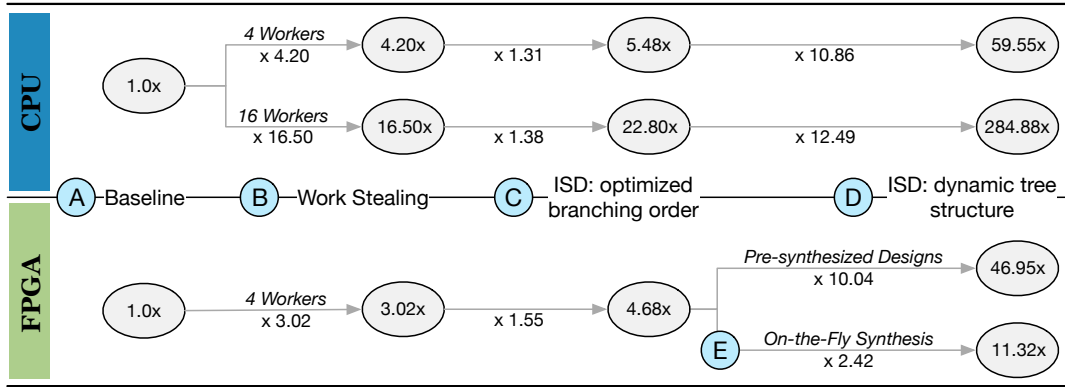 CPU
1.0x
4 Workers
x 4.20
4.20x
x 1.31
5.48x
x 10.86
59.55x
16 Workers
x 16.50
16.50x
x 1.38
22.80x
x 12.49
284.88x
A Baseline
B Work Stealing
C ISD: optimized
branching order
D ISD: dynamic tree
structure
FPGA
1.0x
4 Workers
x 3.02
3.02x
x 1.55
4.68x
Pre-synthesized Designs
x 10.04
46.95x
E
On-the-Fly Synthesis
x 2.42
11.32x